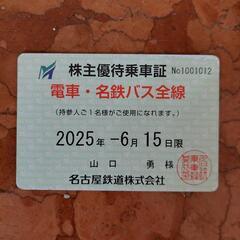 株主優待乗車証 No1001012
電車・名鉄バス全線
(持参人ご1名様がご使用になれます。)
2025年-6月15日限
山口 勇様
名古屋鉄道株式会社